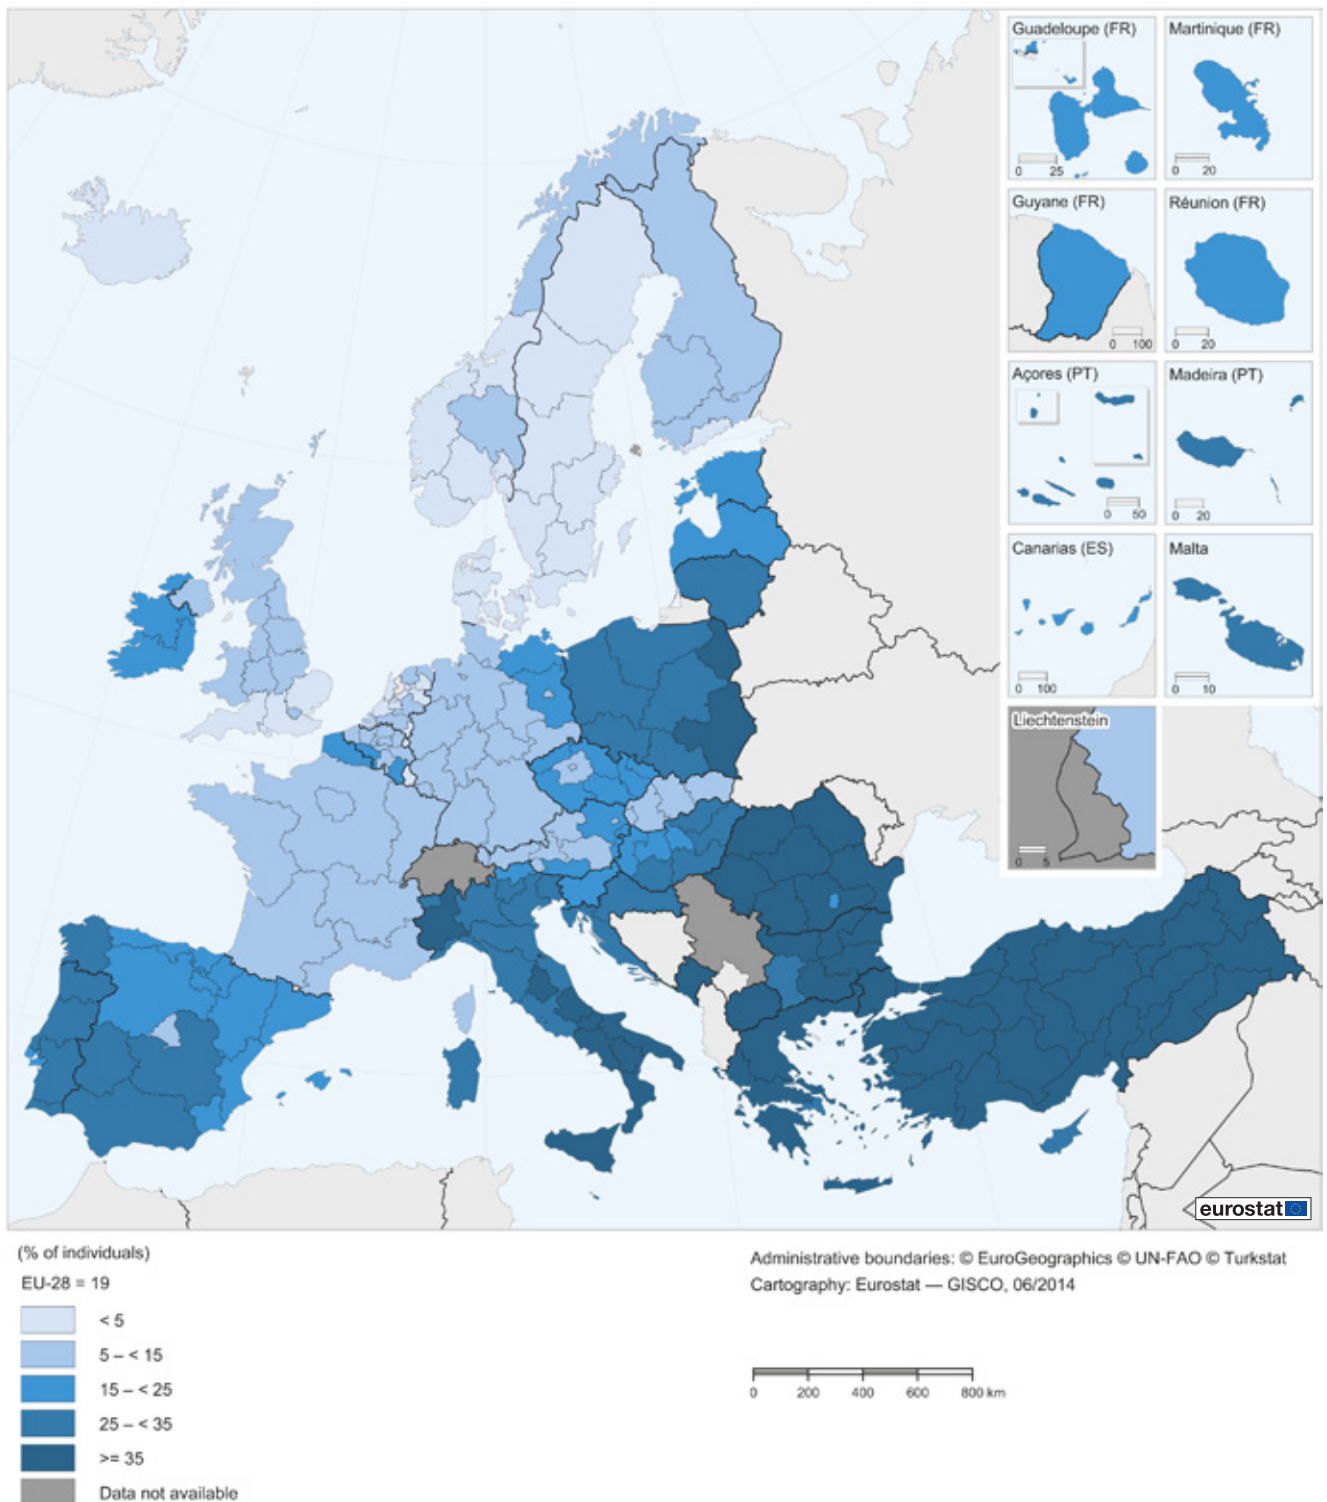 Guadeloupe (FR)
0 25
Martinique (FR)
0 20
Guyane (FR)
0 100
Réunion (FR)
0 20
Açores (PT)
0 50
Madeira (PT)
0 20
Canarias (ES)
0 100
Malta
0 10
Liechtenstein
0 5
eurostat
(% of individuals)
EU-28 = 19
< 5
5 – < 15
15 – < 25
25 – < 35
>= 35
Data not available
Administrative boundaries: © EuroGeographics © UN-FAO © Turkstat
Cartography: Eurostat — GISCO, 06/2014
0 200 400 600 800 km